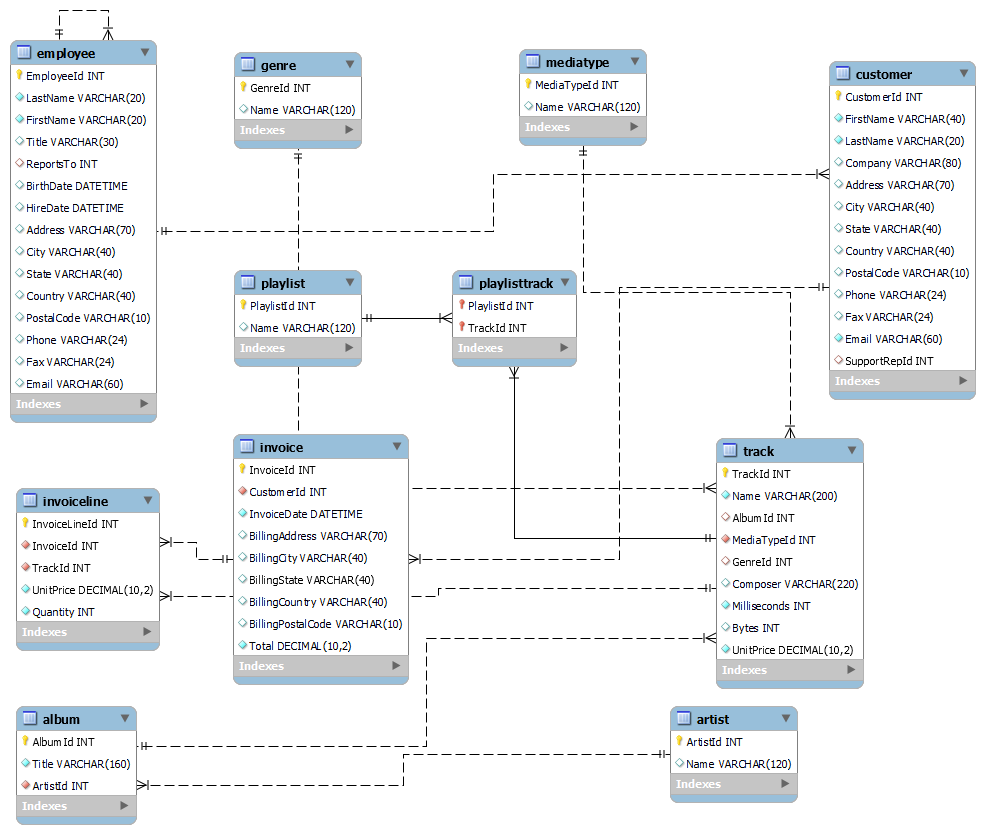 employee
EmployeeId INT
LastName VARCHAR(20)
FirstName VARCHAR(20)
Title VARCHAR(30)
ReportsTo INT
BirthDate DATETIME
HireDate DATETIME
Address VARCHAR(70)
City VARCHAR(40)
State VARCHAR(40)
Country VARCHAR(40)
PostalCode VARCHAR(10)
Phone VARCHAR(24)
Fax VARCHAR(24)
Email VARCHAR(60)
Indexes
genre
GenreId INT
Name VARCHAR(120)
Indexes
mediatype
MediaTypeId INT
Name VARCHAR(120)
Indexes
customer
CustomerId INT
FirstName VARCHAR(40)
LastName VARCHAR(20)
Company VARCHAR(80)
Address VARCHAR(70)
City VARCHAR(40)
State VARCHAR(40)
Country VARCHAR(40)
PostalCode VARCHAR(10)
Phone VARCHAR(24)
Fax VARCHAR(24)
Email VARCHAR(60)
SupportRepId INT
Indexes
playlist
PlaylistId INT
Name VARCHAR(120)
Indexes
playlisttrack
PlaylistId INT
TrackId INT
Indexes
invoice
InvoiceId INT
CustomerId INT
InvoiceDate DATETIME
BillingAddress VARCHAR(70)
BillingCity VARCHAR(40)
BillingState VARCHAR(40)
BillingCountry VARCHAR(40)
BillingPostalCode VARCHAR(10)
Total DECIMAL(10,2)
Indexes
track
TrackId INT
Name VARCHAR(200)
AlbumId INT
MediaTypeId INT
GenreId INT
Composer VARCHAR(220)
Milliseconds INT
Bytes INT
UnitPrice DECIMAL(10,2)
Indexes
invoiceline
InvoiceLineId INT
InvoiceId INT
TrackId INT
UnitPrice DECIMAL(10,2)
Quantity INT
Indexes
album
AlbumId INT
Title VARCHAR(160)
ArtistId INT
Indexes
artist
ArtistId INT
Name VARCHAR(120)
Indexes